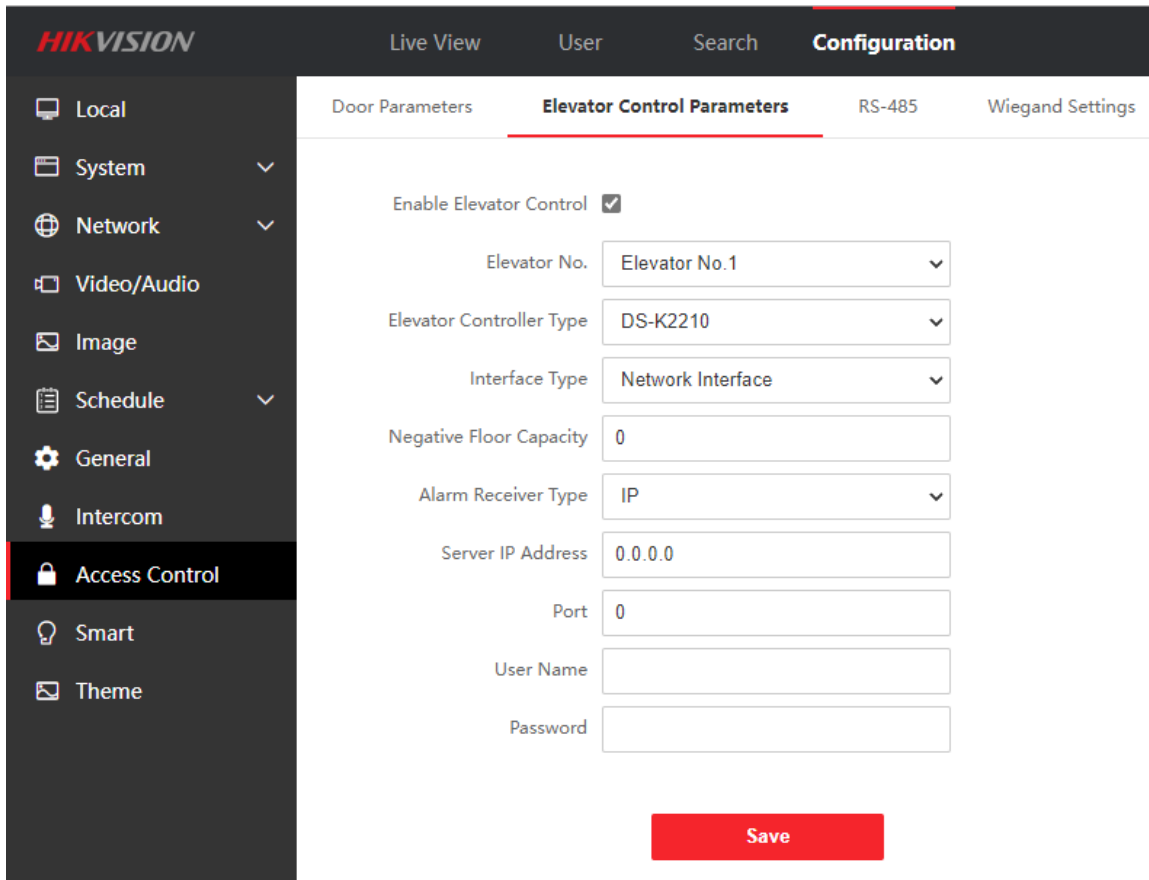 HIKVISION
Live View User Search Configuration
Local
System
Network
Video/Audio
Image
Schedule
General
Intercom
Access Control
Smart
Theme
Door Parameters Elevator Control Parameters RS-485 Wiegand Settings
Enable Elevator Control
Elevator No. Elevator No.1
Elevator Controller Type DS-K2210
Interface Type Network Interface
Negative Floor Capacity 0
Alarm Receiver Type IP
Server IP Address 0.0.0.0
Port 0
User Name
Password
Save